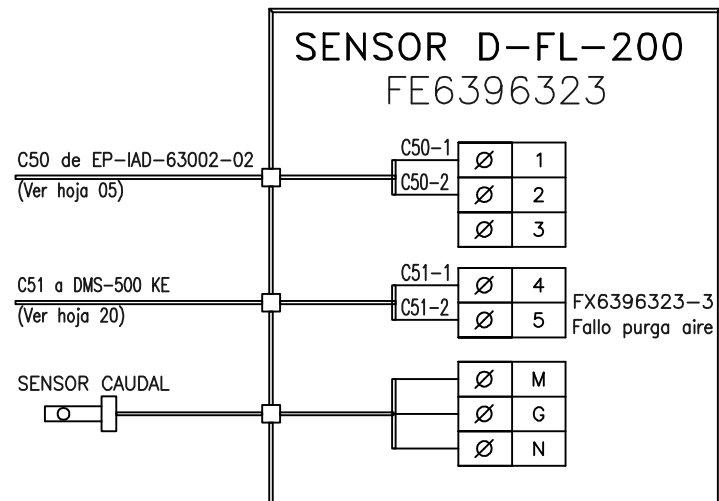 SENSOR D-FL-200
FE6396323
C50 de EP-IAD-63002-02
(Ver hoja 05)
C50-1
C50-2
1
2
3
C51 a DMS-500 KE
(Ver hoja 20)
C51-1
C51-2
4
5
FX6396323-3
Fallo purga aire
SENSOR CAUDAL
M
G
N